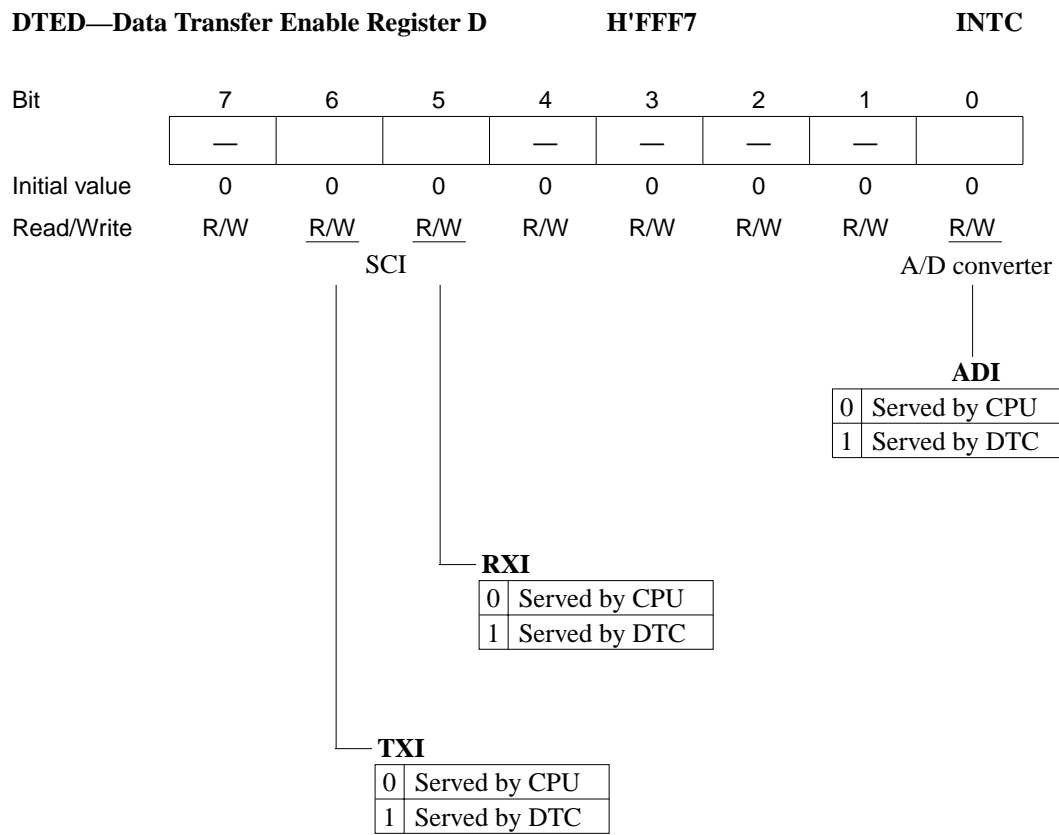 DTED—Data Transfer Enable Register D H'FFF7 INTC
Bit 7 6 5 4 3 2 1 0
— — — — —
Initial value 0 0 0 0 0 0 0 0
Read/Write R/W R/W R/W R/W R/W R/W R/W R/W
SCI A/D converter
ADI
0 Served by CPU
1 Served by DTC
RXI
0 Served by CPU
1 Served by DTC
TXI
0 Served by CPU
1 Served by DTC